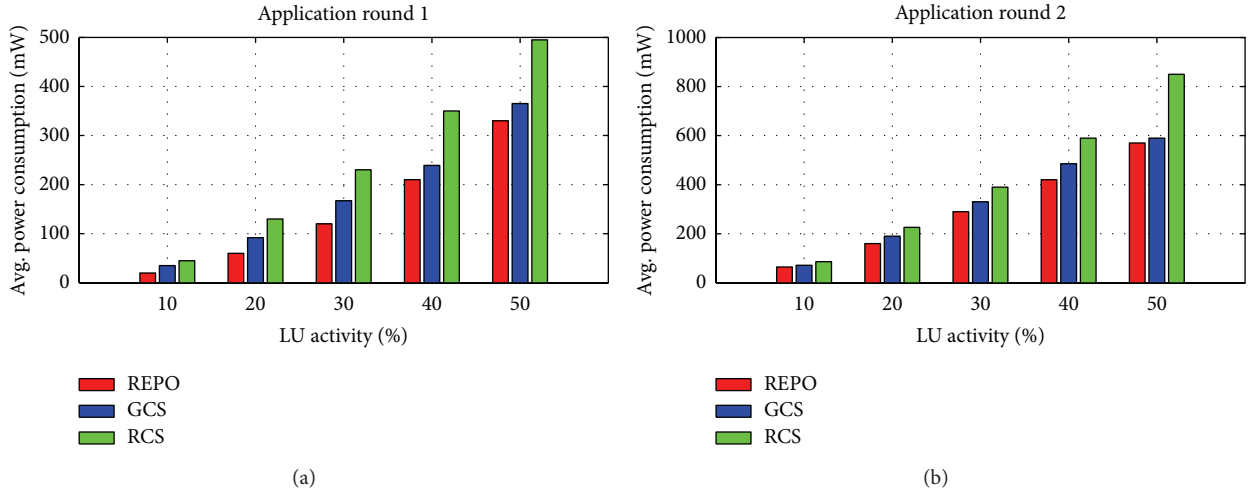 Application round 1
Avg. power consumption (mW)
500
400
300
200
100
0
10 20 30 40 50
LU activity (%)
REPO
GCS
RCS
(a)
Application round 2
Avg. power consumption (mW)
1000
800
600
400
200
0
10 20 30 40 50
LU activity (%)
REPO
GCS
RCS
(b)